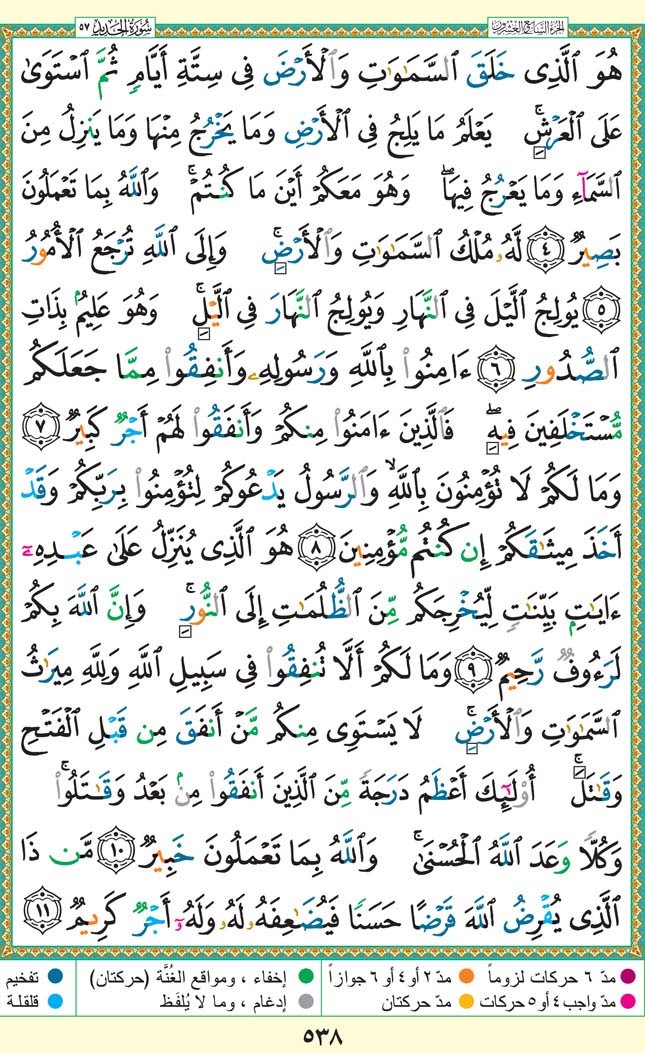 الجزء السابع والعشرون
سورة الحديد ٥٧
هُوَ ٱلَّذِى خَلَقَ ٱلسَّمَـٰوَٰتِ وَٱلْأَرْضَ فِى سِتَّةِ أَيَّامٍ ثُمَّ ٱسْتَوَىٰ
عَلَى ٱلْعَرْشِ ۚ يَعْلَمُ مَا يَلِجُ فِى ٱلْأَرْضِ وَمَا يَخْرُجُ مِنْهَا وَمَا يَنزِلُ مِنَ
ٱلسَّمَآءِ وَمَا يَعْرُجُ فِيهَا ۖ وَهُوَ مَعَكُمْ أَيْنَ مَا كُنتُمْ ۚ وَٱللَّهُ بِمَا تَعْمَلُونَ
بَصِيرٌ ﴿٤﴾ لَّهُۥ مُلْكُ ٱلسَّمَـٰوَٰتِ وَٱلْأَرْضِ ۚ وَإِلَى ٱللَّهِ تُرْجَعُ ٱلْأُمُورُ
﴿٥﴾ يُولِجُ ٱلَّيْلَ فِى ٱلنَّهَارِ وَيُولِجُ ٱلنَّهَارَ فِى ٱلَّيْلِ ۚ وَهُوَ عَلِيمٌۢ بِذَاتِ
ٱلصُّدُورِ ﴿٦﴾ ءَامِنُوا۟ بِٱللَّهِ وَرَسُولِهِۦ وَأَنفِقُوا۟ مِمَّا جَعَلَكُم
مُّسْتَخْلَفِينَ فِيهِ ۖ فَٱلَّذِينَ ءَامَنُوا۟ مِنكُمْ وَأَنفَقُوا۟ لَهُمْ أَجْرٌ كَبِيرٌ ﴿٧﴾
وَمَا لَكُمْ لَا تُؤْمِنُونَ بِٱللَّهِ ۙ وَٱلرَّسُولُ يَدْعُوكُمْ لِتُؤْمِنُوا۟ بِرَبِّكُمْ وَقَدْ
أَخَذَ مِيثَـٰقَكُمْ إِن كُنتُم مُّؤْمِنِينَ ﴿٨﴾ هُوَ ٱلَّذِى يُنَزِّلُ عَلَىٰ عَبْدِهِۦٓ
ءَايَـٰتٍۭ بَيِّنَـٰتٍ لِّيُخْرِجَكُم مِّنَ ٱلظُّلُمَـٰتِ إِلَى ٱلنُّورِ ۚ وَإِنَّ ٱللَّهَ بِكُمْ
لَرَءُوفٌ رَّحِيمٌ ﴿٩﴾ وَمَا لَكُمْ أَلَّا تُنفِقُوا۟ فِى سَبِيلِ ٱللَّهِ وَلِلَّهِ مِيرَٰثُ
ٱلسَّمَـٰوَٰتِ وَٱلْأَرْضِ ۚ لَا يَسْتَوِى مِنكُم مَّنْ أَنفَقَ مِن قَبْلِ ٱلْفَتْحِ
وَقَـٰتَلَ ۚ أُو۟لَـٰٓئِكَ أَعْظَمُ دَرَجَةً مِّنَ ٱلَّذِينَ أَنفَقُوا۟ مِنۢ بَعْدُ وَقَـٰتَلُوا۟ ۚ
وَكُلًّا وَعَدَ ٱللَّهُ ٱلْحُسْنَىٰ ۚ وَٱللَّهُ بِمَا تَعْمَلُونَ خَبِيرٌ ﴿١٠﴾ مَّن ذَا
ٱلَّذِى يُقْرِضُ ٱللَّهَ قَرْضًا حَسَنًا فَيُضَـٰعِفَهُۥ لَهُۥ وَلَهُۥٓ أَجْرٌ كَرِيمٌ ﴿١١﴾
مدّ ٦ حركات لزوماً
مدّ ٢ أو ٤ أو ٦ جوازاً
إخفاء ، ومواقع الغُنَّة (حركتان)
تفخيم
مدّ واجب ٤ أو ٥ حركات
مدّ حركتان
إدغام ، وما لا يُلفَظ
قلقلة
٥٣٨